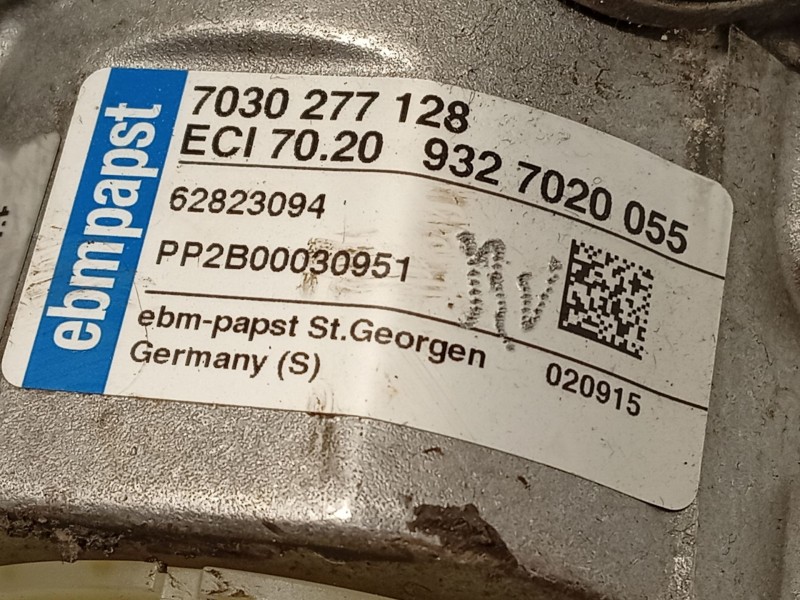 ebmpapst
7030 277 128
ECI 70.20 932 7020 055
62823094
PP2B00030951
ebm-papst St.Georgen
Germany (S)
020915